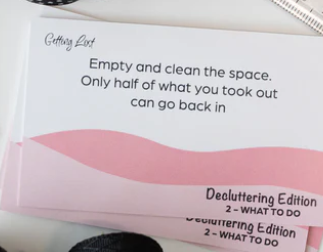 Getting Lost
Empty and clean the space.
Only half of what you took out
can go back in
Decluttering Edition
2 – WHAT TO DO
Decluttering Edition
2 – WHAT TO DO